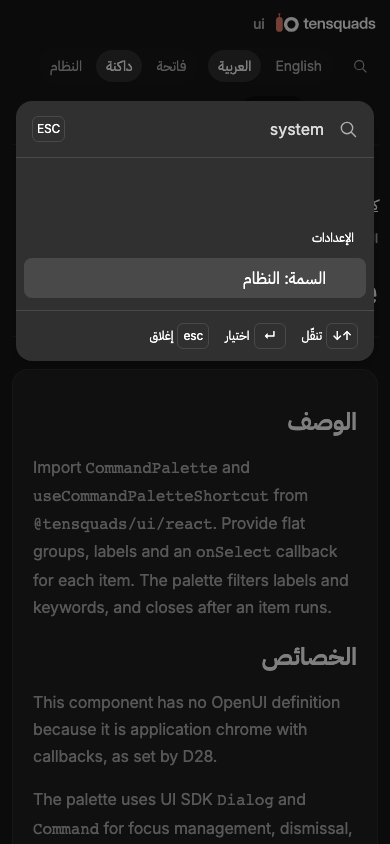 tensquads ui
English العربية فاتحة داكنة النظام
system ESC
الإعدادات
السمة: النظام
تنقّل ↵ اختيار esc إغلاق
الوصف
Import CommandPalette and
useCommandPaletteShortcut from
@tensquads/ui/react. Provide flat
groups, labels and an onSelect callback
for each item. The palette filters labels and
keywords, and closes after an item runs.
الخصائص
This component has no OpenUI definition
because it is application chrome with
callbacks, as set by D28.
The palette uses UI SDK Dialog and
Command for focus management, dismissal,